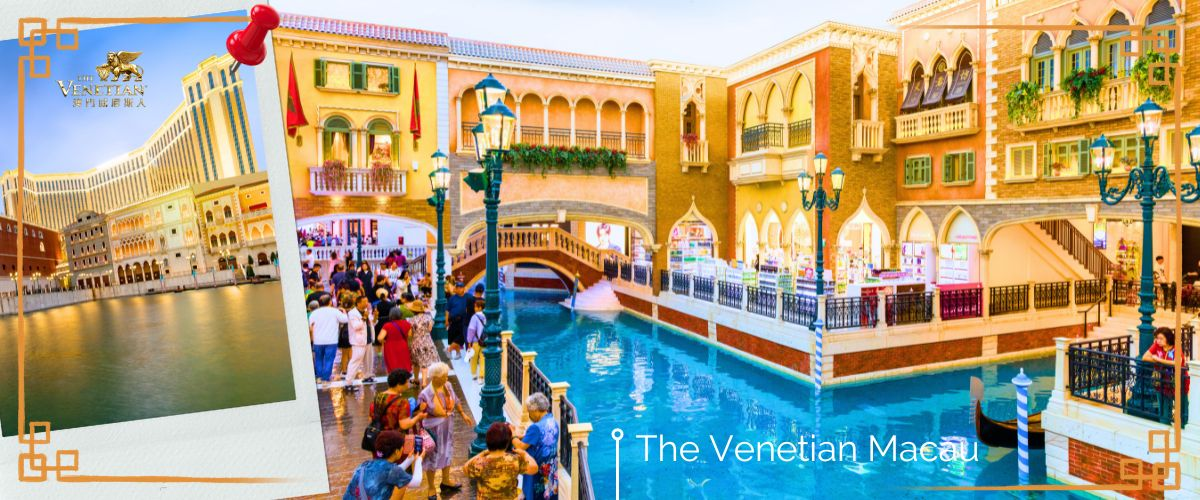 THE
VENETIAN®
澳門威尼斯人
The Venetian Macau